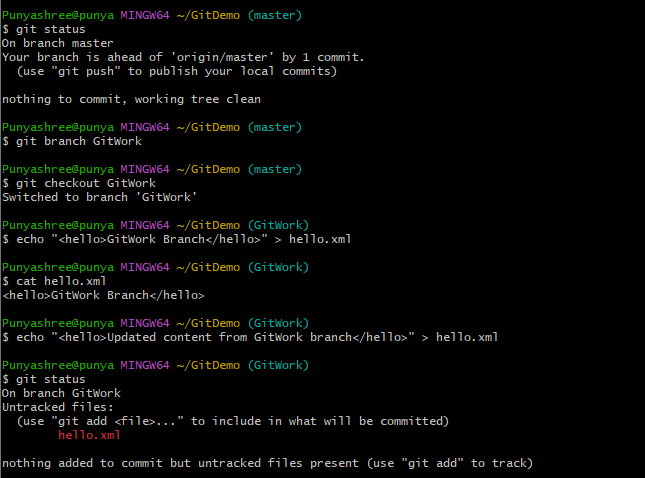 Punyashree@punya MINGW64 ~/GitDemo (master)
$ git status
On branch master
Your branch is ahead of 'origin/master' by 1 commit.
  (use "git push" to publish your local commits)

nothing to commit, working tree clean

Punyashree@punya MINGW64 ~/GitDemo (master)
$ git branch GitWork

Punyashree@punya MINGW64 ~/GitDemo (master)
$ git checkout GitWork
Switched to branch 'GitWork'

Punyashree@punya MINGW64 ~/GitDemo (GitWork)
$ echo "<hello>GitWork Branch</hello>" > hello.xml

Punyashree@punya MINGW64 ~/GitDemo (GitWork)
$ cat hello.xml
<hello>GitWork Branch</hello>

Punyashree@punya MINGW64 ~/GitDemo (GitWork)
$ echo "<hello>Updated content from GitWork branch</hello>" > hello.xml

Punyashree@punya MINGW64 ~/GitDemo (GitWork)
$ git status
On branch GitWork
Untracked files:
  (use "git add <file>..." to include in what will be committed)
        hello.xml

nothing added to commit but untracked files present (use "git add" to track)